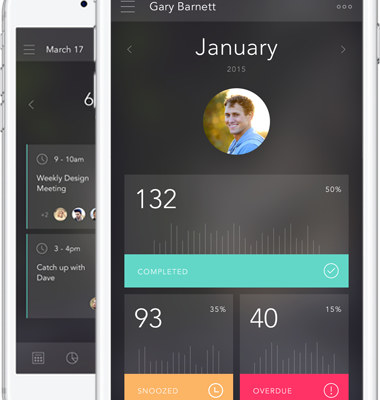 March 17
6
9 - 10am
Weekly Design
Meeting
+2
3 - 4pm
Catch up with
Dave
Gary Barnett
January
2015
132
50%
COMPLETED
93
35%
SNOOZED
40
15%
OVERDUE